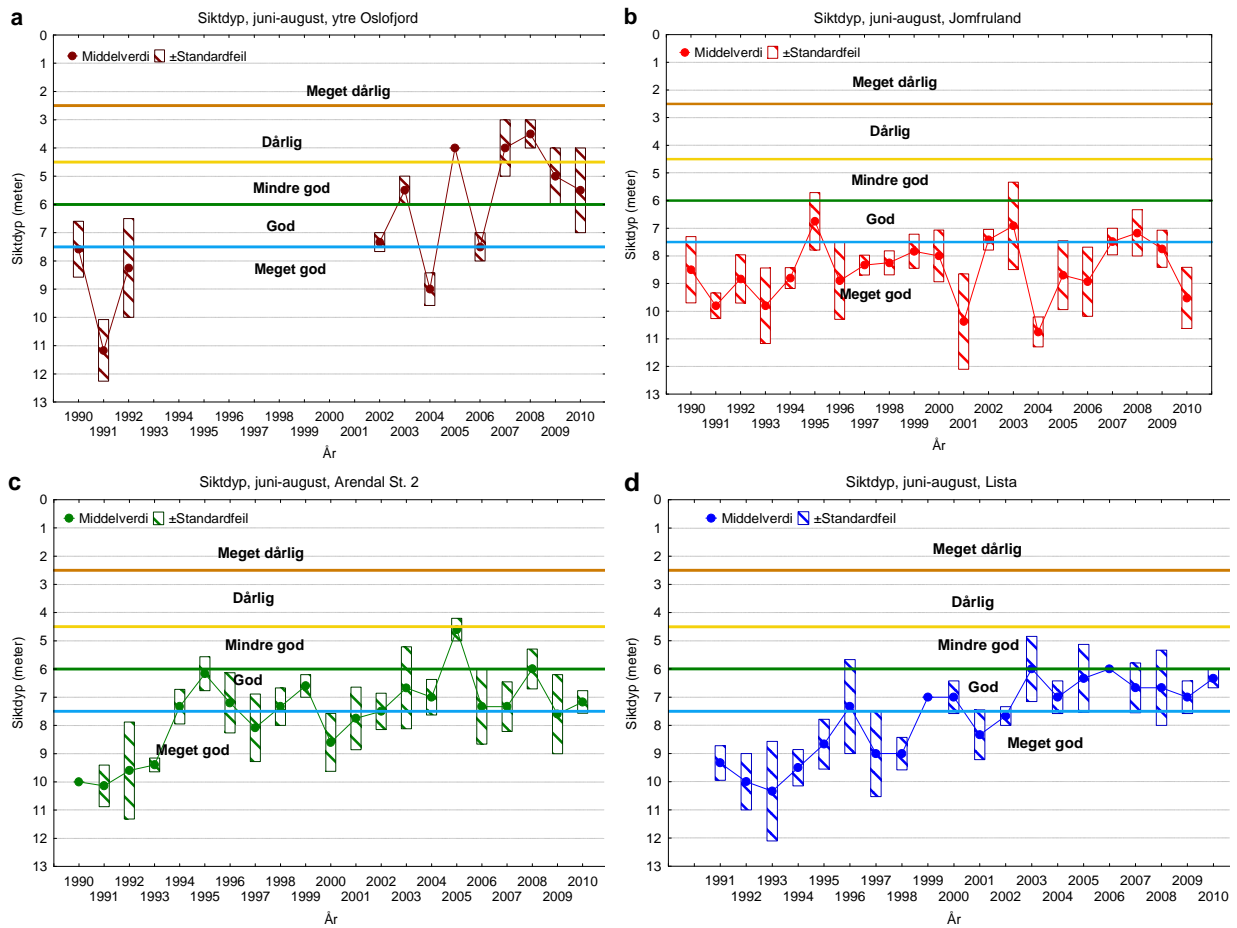 a
Siktdyp, juni-august, ytre Oslofjord
0
1
2
3
4
5
6
7
8
9
10
11
12
13
Siktdyp (meter)
Middelverdi ±Standardfeil
Meget dårlig
Dårlig
Mindre god
God
Meget god
1990 1992 1994 1996 1998 2000 2002 2004 2006 2008 2010
1991 1993 1995 1997 1999 2001 2003 2005 2007 2009
År
b
Siktdyp, juni-august, Jomfruland
0
1
2
3
4
5
6
7
8
9
10
11
12
13
Siktdyp (meter)
Middelverdi ±Standardfeil
Meget dårlig
Dårlig
Mindre god
God
Meget god
1990 1992 1994 1996 1998 2000 2002 2004 2006 2008 2010
1991 1993 1995 1997 1999 2001 2003 2005 2007 2009
År
c
Siktdyp, juni-august, Arendal St. 2
0
1
2
3
4
5
6
7
8
9
10
11
12
13
Siktdyp (meter)
Middelverdi ±Standardfeil
Meget dårlig
Dårlig
Mindre god
God
Meget god
1990 1992 1994 1996 1998 2000 2002 2004 2006 2008 2010
1991 1993 1995 1997 1999 2001 2003 2005 2007 2009
År
d
Siktdyp, juni-august, Lista
0
1
2
3
4
5
6
7
8
9
10
11
12
13
Siktdyp (meter)
Middelverdi ±Standardfeil
Meget dårlig
Dårlig
Mindre god
God
Meget god
1991 1993 1995 1997 1999 2001 2003 2005 2007 2009
1992 1994 1996 1998 2000 2002 2004 2006 2008 2010
År